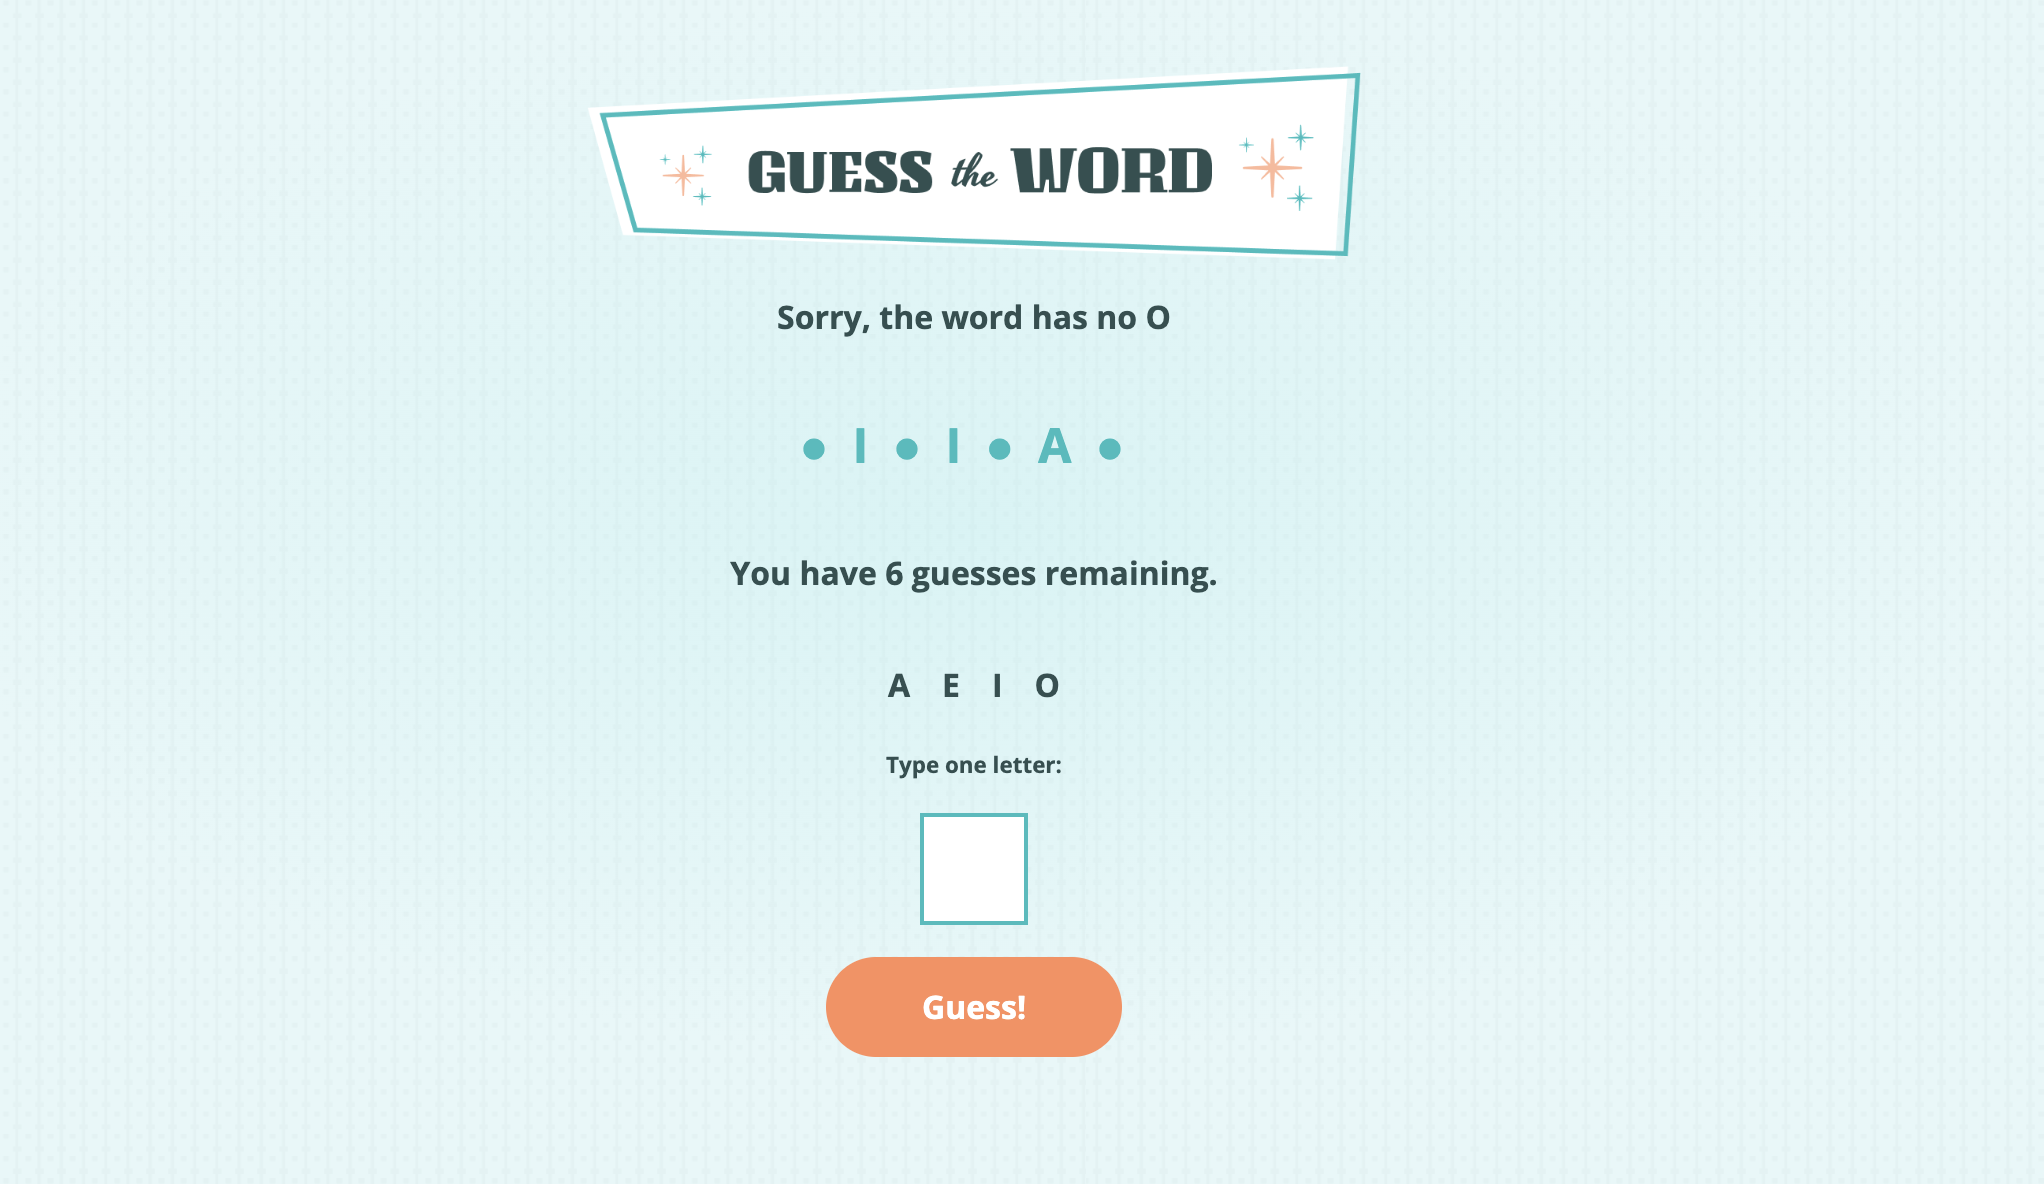 GUESS the WORD
Sorry, the word has no O
● I ● I ● A ●
You have 6 guesses remaining.
A E I O
Type one letter:
Guess!